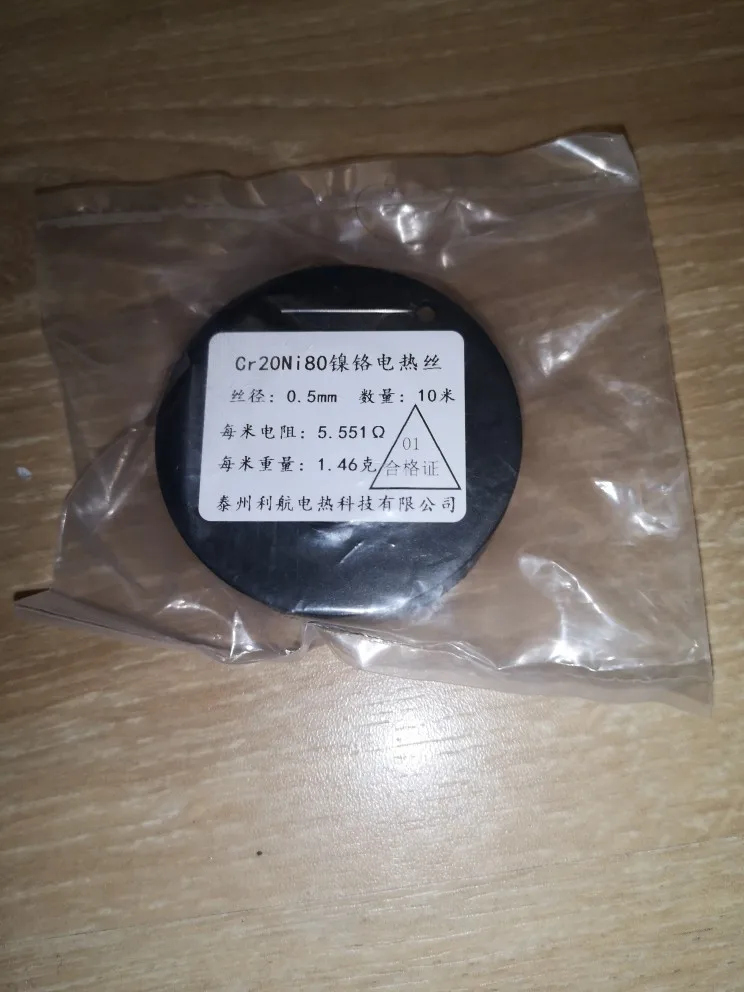 Cr20Ni80镍铬电热丝
丝径：0.5mm 数量：10米
每米电阻：5.551Ω
01
每米重量：1.46克
合格证
泰州利航电热科技有限公司